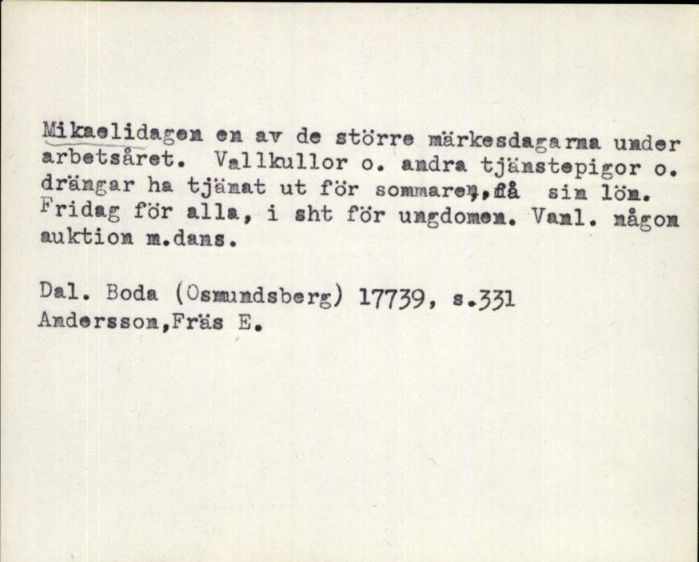 Mikaelidagen en av de större märkesdagarna under
arbetsåret. Vallkullor o. andra tjänstepigor o.
drängar ha tjänat ut för sommaren, få sin lön.
Fridag för alla, i sht för ungdomen. Vanl. någon
auktion m.dans.
Dal. Boda (Osmundsberg) 17739, s.331
Andersson,Fräs E.